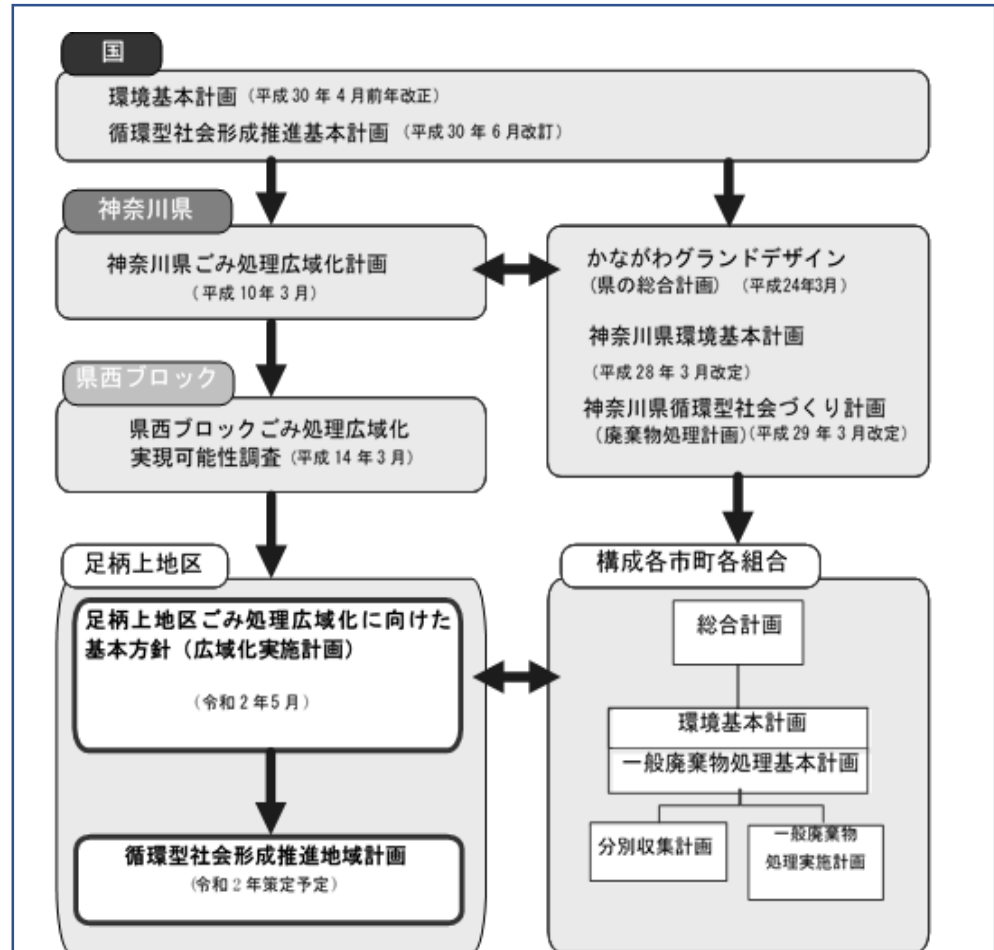 国
環境基本計画 (平成30年4月前年改正)
循環型社会形成推進基本計画 (平成30年6月改訂)
神奈川県
神奈川県ごみ処理広域化計画
(平成10年3月)
かながわグランドデザイン
(県の総合計画) (平成24年3月)
神奈川県環境基本計画
(平成28年3月改定)
神奈川県循環型社会づくり計画
(廃棄物処理計画)(平成29年3月改定)
県西ブロック
県西ブロックごみ処理広域化
実現可能性調査 (平成14年3月)
足柄上地区
足柄上地区ごみ処理広域化に向けた
基本方針(広域化実施計画)
(令和2年5月)
循環型社会形成推進地域計画
(令和2年策定予定)
構成各市町各組合
総合計画
環境基本計画
一般廃棄物処理基本計画
分別収集計画
一般廃棄物
処理実施計画